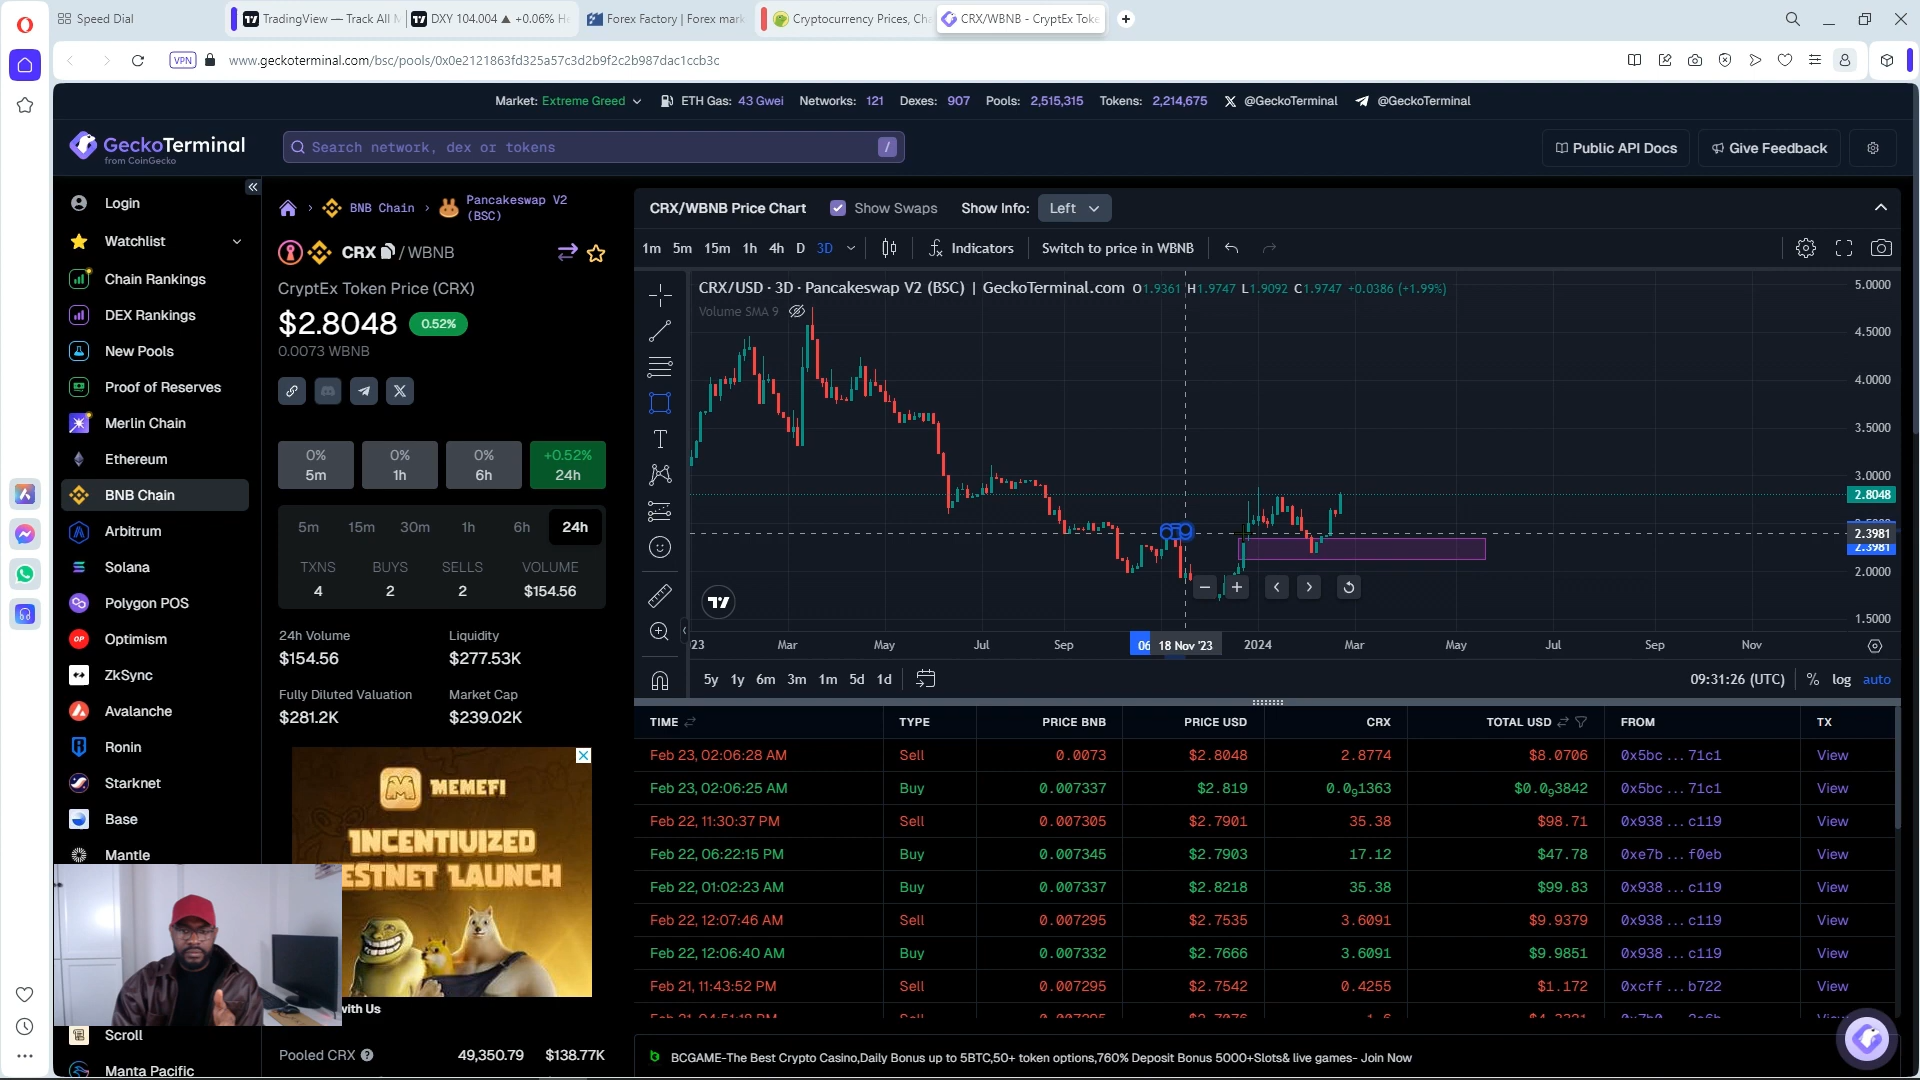 Speed Dial
TradingView — Track All M
DXY 104.004 ▲ +0.06% He
Forex Factory | Forex mark
Cryptocurrency Prices, Cha
CRX/WBNB - CryptEx Toke
VPN
www.geckoterminal.com/bsc/pools/0x0e2121863fd325a57c3d2b9f2c2b987dac1ccb3c
Market: Extreme Greed
ETH Gas: 43 Gwei
Networks: 121
Dexes: 907
Pools: 2,515,315
Tokens: 2,214,675
@GeckoTerminal
@GeckoTerminal
GeckoTerminal
from CoinGecko
Search network, dex or tokens
/
Public API Docs
Give Feedback
Login
Watchlist
Chain Rankings
DEX Rankings
New Pools
Proof of Reserves
Merlin Chain
Ethereum
BNB Chain
Arbitrum
Solana
Polygon POS
Optimism
ZkSync
Avalanche
Ronin
Starknet
Base
Mantle
Scroll
Manta Pacific
BNB Chain
Pancakeswap V2
(BSC)
CRX / WBNB
CryptEx Token Price (CRX)
$2.8048
0.52%
0.0073 WBNB
0%
5m
0%
1h
0%
6h
+0.52%
24h
5m 15m 30m 1h 6h 24h
TXNS BUYS SELLS VOLUME
4 2 2 $154.56
24h Volume
$154.56
Liquidity
$277.53K
Fully Diluted Valuation
$281.2K
Market Cap
$239.02K
MEMEFI
INCENTIVIZED
ESTNET LAUNCH
with Us
Pooled CRX 49,350.79 $138.77K
CRX/WBNB Price Chart
Show Swaps
Show Info:
Left
1m 5m 15m 1h 4h D 3D
Indicators
Switch to price in WBNB
CRX/USD · 3D · Pancakeswap V2 (BSC) | GeckoTerminal.com O1.9361 H1.9747 L1.9092 C1.9747 +0.0386 (+1.99%)
Volume SMA 9
5.0000
4.5000
4.0000
3.5000
3.0000
2.8048
2.3981
2.3981
2.0000
1.5000
'23 Mar May Jul Sep 06 18 Nov '23 2024 Mar May Jul Sep Nov
5y 1y 6m 3m 1m 5d 1d
09:31:26 (UTC) % log auto
TIME TYPE PRICE BNB PRICE USD CRX TOTAL USD FROM TX
Feb 23, 02:06:28 AM Sell 0.0073 $2.8048 2.8774 $8.0706 0x5bc ... 71c1 View
Feb 23, 02:06:25 AM Buy 0.007337 $2.819 0.0₉1363 $0.0₉3842 0x5bc ... 71c1 View
Feb 22, 11:30:37 PM Sell 0.007305 $2.7901 35.38 $98.71 0x938 ... c119 View
Feb 22, 06:22:15 PM Buy 0.007345 $2.7903 17.12 $47.78 0xe7b ... f0eb View
Feb 22, 01:02:23 AM Buy 0.007337 $2.8218 35.38 $99.83 0x938 ... c119 View
Feb 22, 12:07:46 AM Sell 0.007295 $2.7535 3.6091 $9.9379 0x938 ... c119 View
Feb 22, 12:06:40 AM Buy 0.007332 $2.7666 3.6091 $9.9851 0x938 ... c119 View
Feb 21, 11:43:52 PM Sell 0.007295 $2.7542 0.4255 $1.172 0xcff ... b722 View
BCGAME-The Best Crypto Casino,Daily Bonus up to 5BTC,50+ token options,760% Deposit Bonus 5000+Slots& live games- Join Now